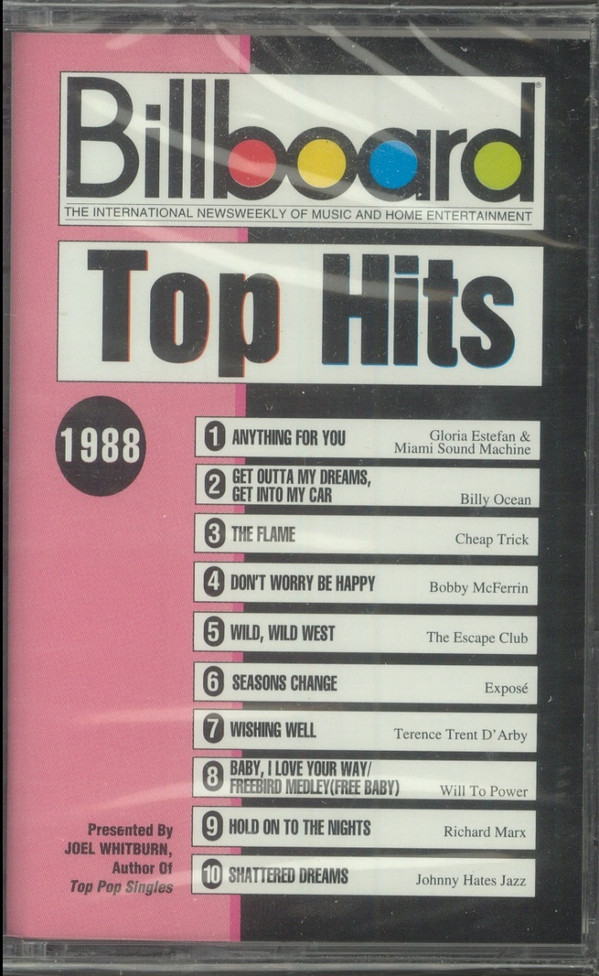 Billboard®
THE INTERNATIONAL NEWSWEEKLY OF MUSIC AND HOME ENTERTAINMENT
Top Hits
1988
1 ANYTHING FOR YOU Gloria Estefan &
Miami Sound Machine
2 GET OUTTA MY DREAMS,
GET INTO MY CAR Billy Ocean
3 THE FLAME Cheap Trick
4 DON'T WORRY BE HAPPY Bobby McFerrin
5 WILD, WILD WEST The Escape Club
6 SEASONS CHANGE Exposé
7 WISHING WELL Terence Trent D'Arby
8 BABY, I LOVE YOUR WAY/
FREEBIRD MEDLEY(FREE BABY) Will To Power
9 HOLD ON TO THE NIGHTS Richard Marx
10 SHATTERED DREAMS Johnny Hates Jazz
Presented By
JOEL WHITBURN,
Author Of
Top Pop Singles